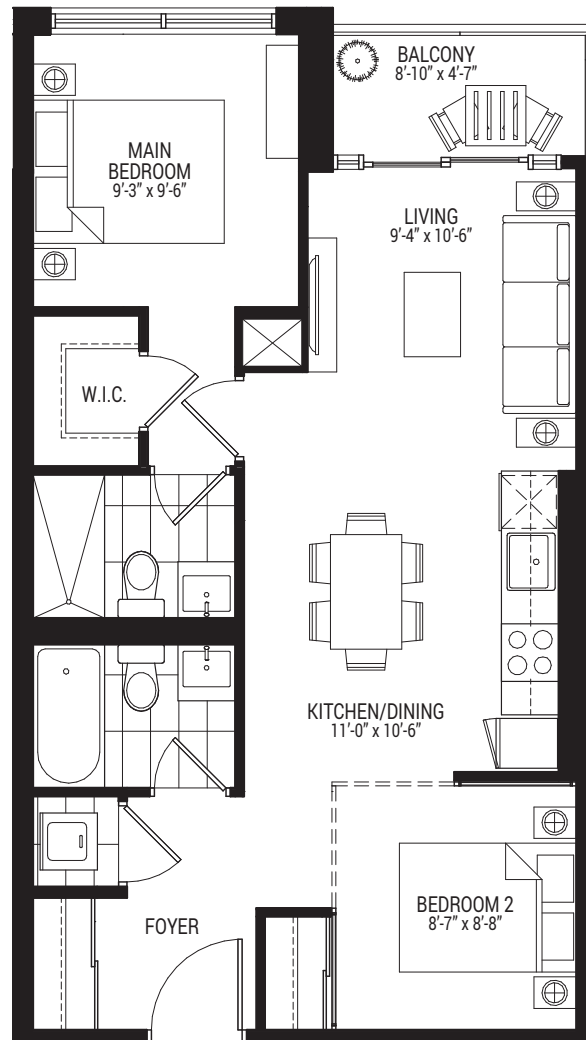 BALCONY
8'-10" x 4'-7"
MAIN
BEDROOM
9'-3" x 9'-6"
LIVING
9'-4" x 10'-6"
W.I.C.
KITCHEN/DINING
11'-0" x 10'-6"
BEDROOM 2
8'-7" x 8'-8"
FOYER